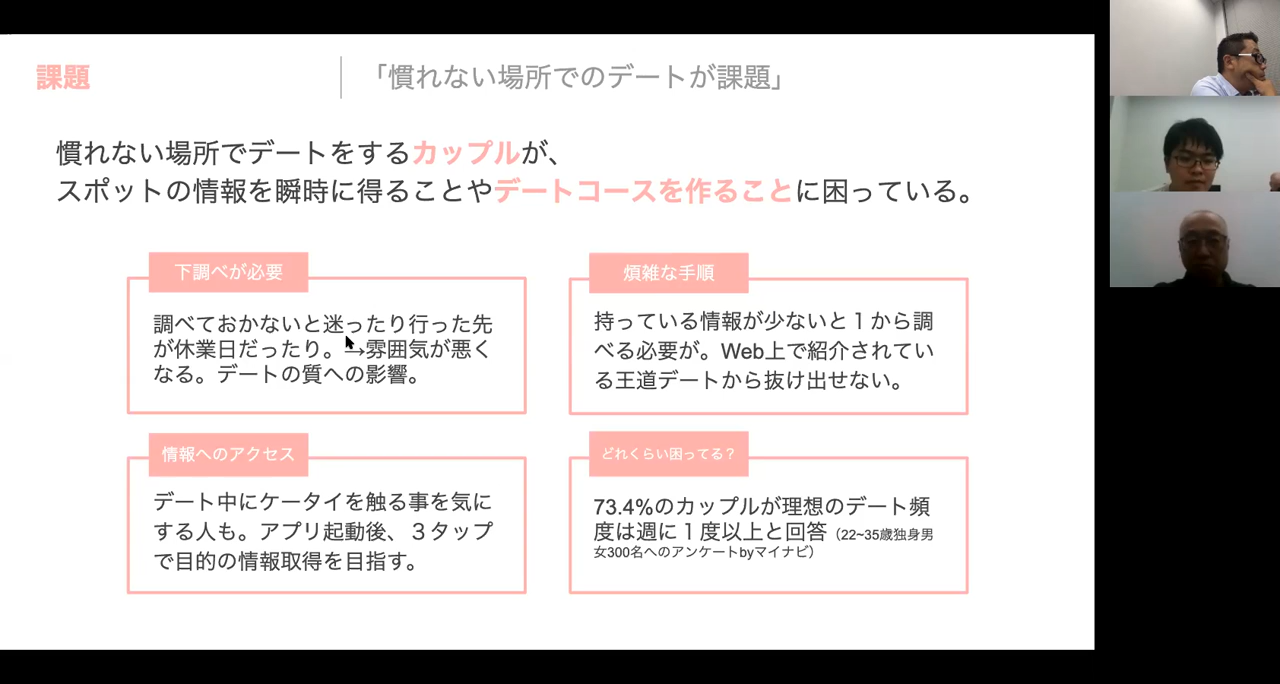 課題
「慣れない場所でのデートが課題」
慣れない場所でデートをするカップルが、
スポットの情報を瞬時に得ることやデートコースを作ることに困っている。
下調べが必要
調べておかないと迷ったり行った先
が休業日だったり。→雰囲気が悪く
なる。デートの質への影響。
煩雑な手順
持っている情報が少ないと１から調
べる必要が。Web上で紹介されてい
る王道デートから抜け出せない。
情報へのアクセス
デート中にケータイを触る事を気に
する人も。アプリ起動後、３タップ
で目的の情報取得を目指す。
どれくらい困ってる？
73.4%のカップルが理想のデート頻
度は週に１度以上と回答（22~35歳独身男
女300名へのアンケートbyマイナビ）